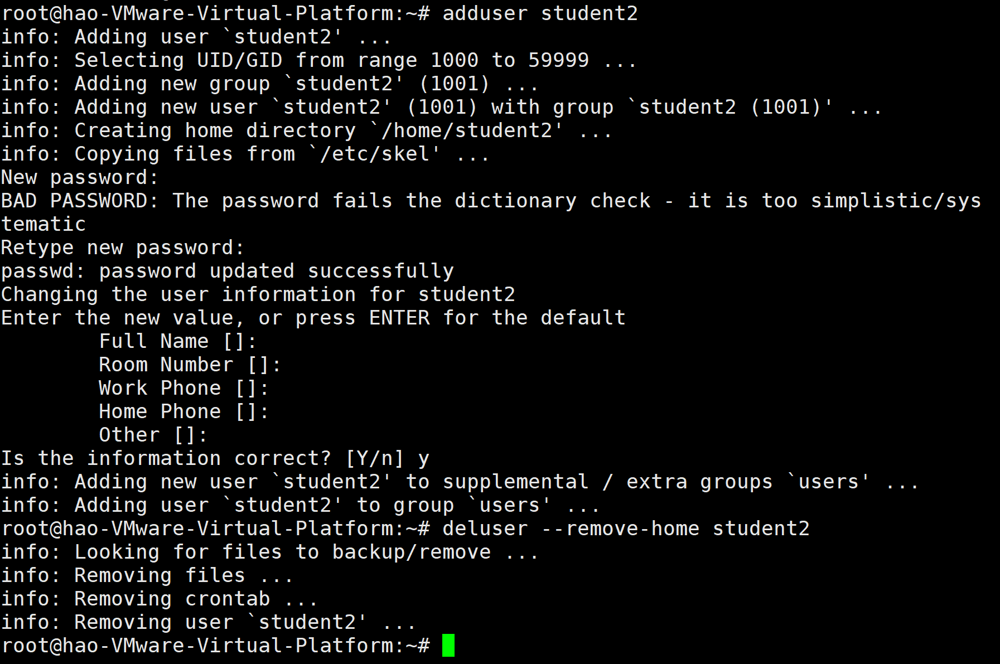 root@hao-VMware-Virtual-Platform:~# adduser student2
info: Adding user `student2' ...
info: Selecting UID/GID from range 1000 to 59999 ...
info: Adding new group `student2' (1001) ...
info: Adding new user `student2' (1001) with group `student2 (1001)' ...
info: Creating home directory `/home/student2' ...
info: Copying files from `/etc/skel' ...
New password:
BAD PASSWORD: The password fails the dictionary check - it is too simplistic/sys
tematic
Retype new password:
passwd: password updated successfully
Changing the user information for student2
Enter the new value, or press ENTER for the default
        Full Name []:
        Room Number []:
        Work Phone []:
        Home Phone []:
        Other []:
Is the information correct? [Y/n] y
info: Adding new user `student2' to supplemental / extra groups `users' ...
info: Adding user `student2' to group `users' ...
root@hao-VMware-Virtual-Platform:~# deluser --remove-home student2
info: Looking for files to backup/remove ...
info: Removing files ...
info: Removing crontab ...
info: Removing user `student2' ...
root@hao-VMware-Virtual-Platform:~#